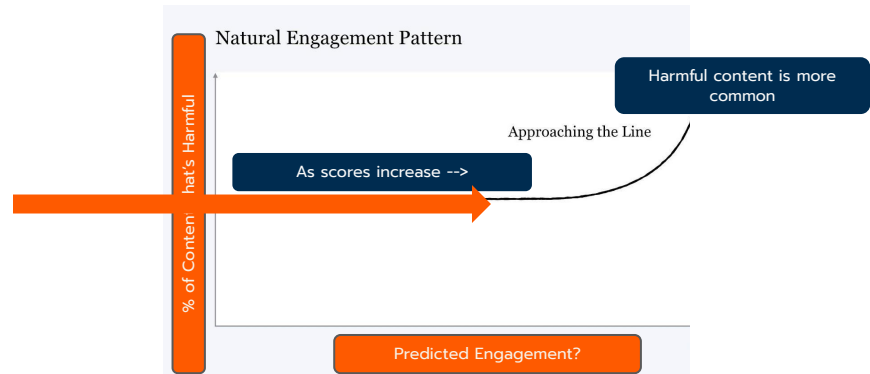 Natural Engagement Pattern
Harmful content is more
common
Approaching the Line
As scores increase -->
% of Content hat's Harmful
Predicted Engagement?